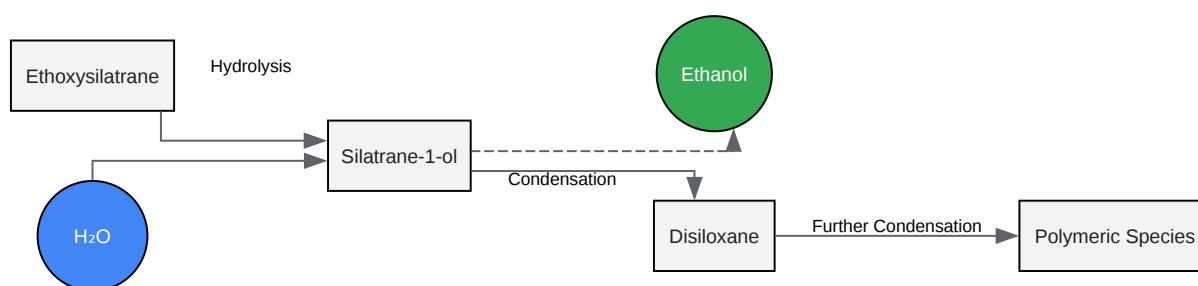 Ethoxysilatrane
Hydrolysis
Ethanol
Silatrane-1-ol
Condensation
H₂O
Disiloxane
Further Condensation
Polymeric Species